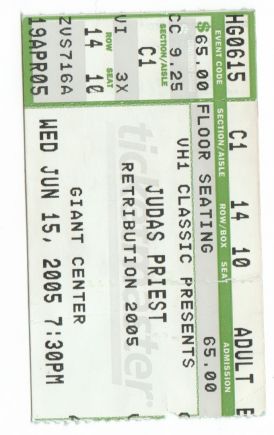 HG0615 C1 14 10 ADULT E
EVENT CODE SECTION/AISLE ROW/BOX SEAT ADMISSION
$65.00 FLOOR SEATING 65.00
CC 9.25
SECTION/AISLE
C1
VI 3X
ROW SEAT
14 10
ZVS716A
19APR05
VH1 CLASSIC PRESENTS
JUDAS PRIEST
RETRIBUTION 2005
ticketmaster
GIANT CENTER
WED JUN 15, 2005 7:30PM